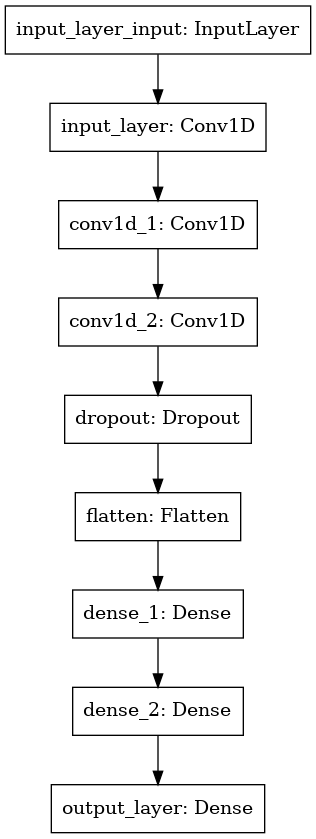 input_layer_input: InputLayer
input_layer: Conv1D
conv1d_1: Conv1D
conv1d_2: Conv1D
dropout: Dropout
flatten: Flatten
dense_1: Dense
dense_2: Dense
output_layer: Dense